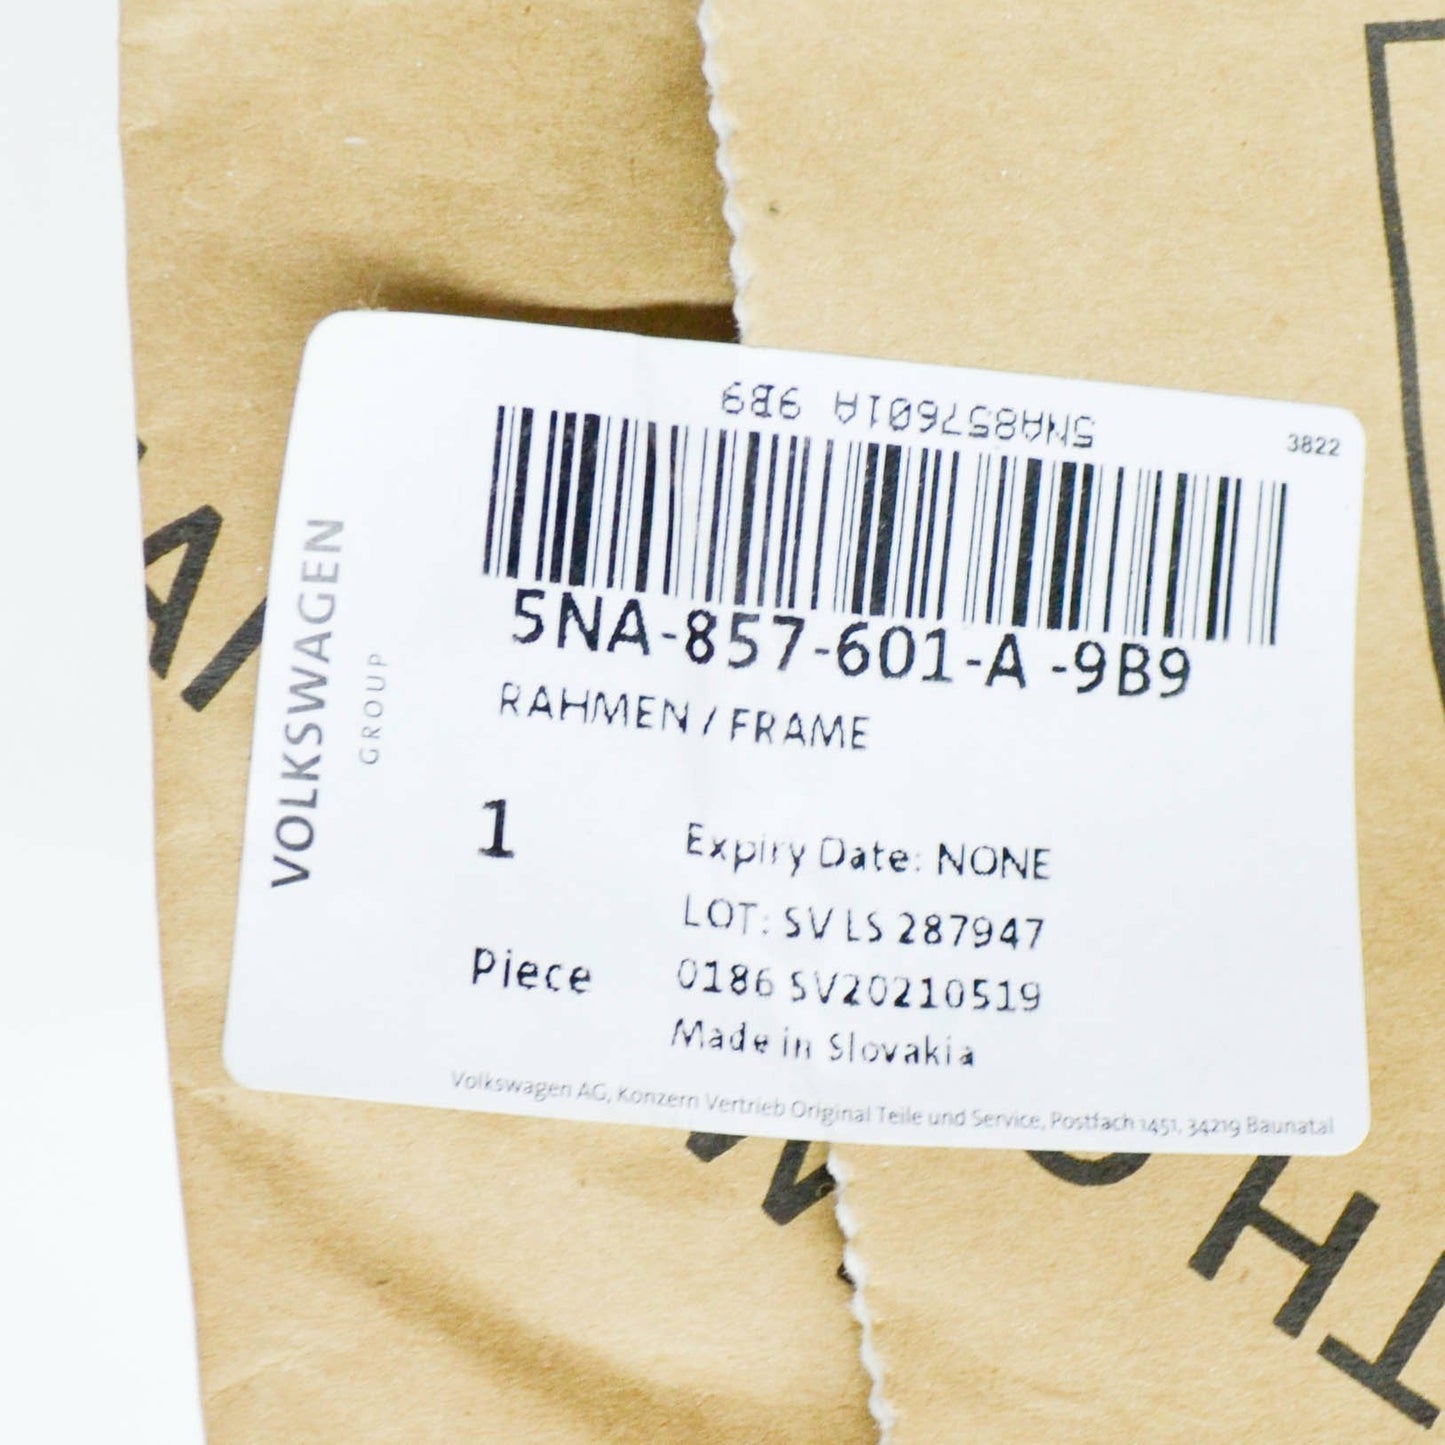 5NA857601A 9B9
3822
5NA-857-601-A -9B9
RAHMEN / FRAME
1
Expiry Date: NONE
LOT: SV LS 287947
Piece
0186 SV20210519
Made in Slovakia
Volkswagen AG, Konzern Vertrieb Original Teile und Service, Postfach 1451, 34219 Baunatal
VOLKSWAGEN
GROUP